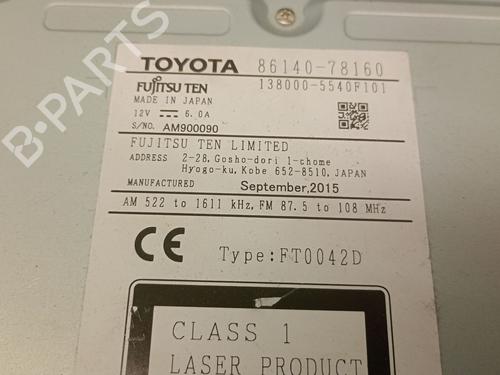 TOYOTA 86140-78160
FUJITSU TEN 138000-5540F101
MADE IN JAPAN
12V 6.0A
S/NO. AM900090
FUJITSU TEN LIMITED
ADDRESS 2-28, Gosho-dori 1-chome
Hyogo-ku, Kobe 652-8510, JAPAN
MANUFACTURED September,2015
AM 522 to 1611 kHz, FM 87.5 to 108 MHz
CE Type:FT0042D
CLASS 1
LASER PRODUCT
B-PARTS